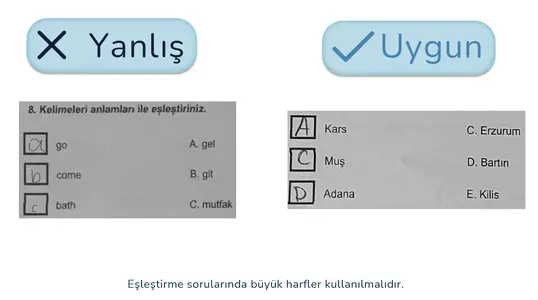 Yanlış
Uygun
8. Kelimeleri anlamları ile eşleştiriniz.
a go A. gel
b come B. git
c bath C. mutfak
A Kars C. Erzurum
C Muş D. Bartın
D Adana E. Kilis
Eşleştirme sorularında büyük harfler kullanılmalıdır.